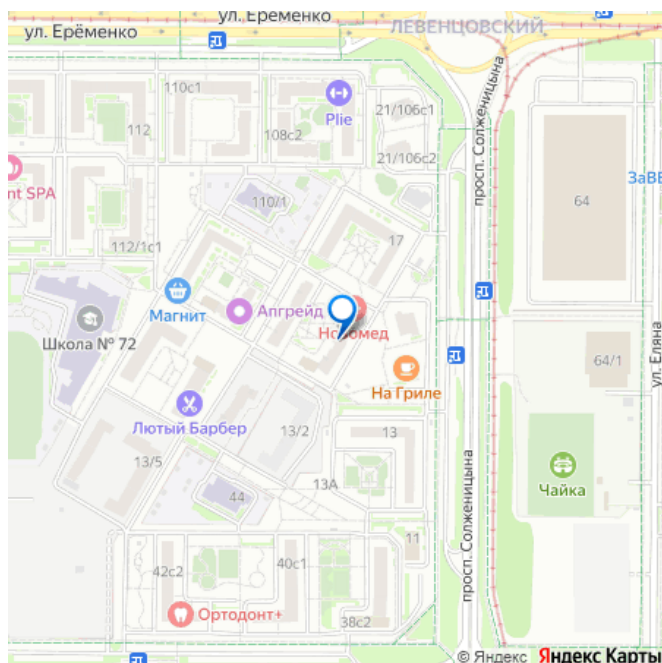 ул. Еременко
ул. Ерёменко
ЛЕВЕНЦОВСКИЙ
110с1
Plie
21/106с1
112
108с2
21/106с2
просп. Солженицына
ЗаВЕ
nt SPA
110/1
64
17
112/1с1
Магнит
Апгрейд
Новомед
Школа № 72
64/1
ул. Еляна
На Гриле
Лютый Барбер
13/2
13
13/5
Чайка
13А
44
просп. Солженицына
11
42с2
40с1
Ортодонт+
38с2
© Яндекс Яндекс Карты